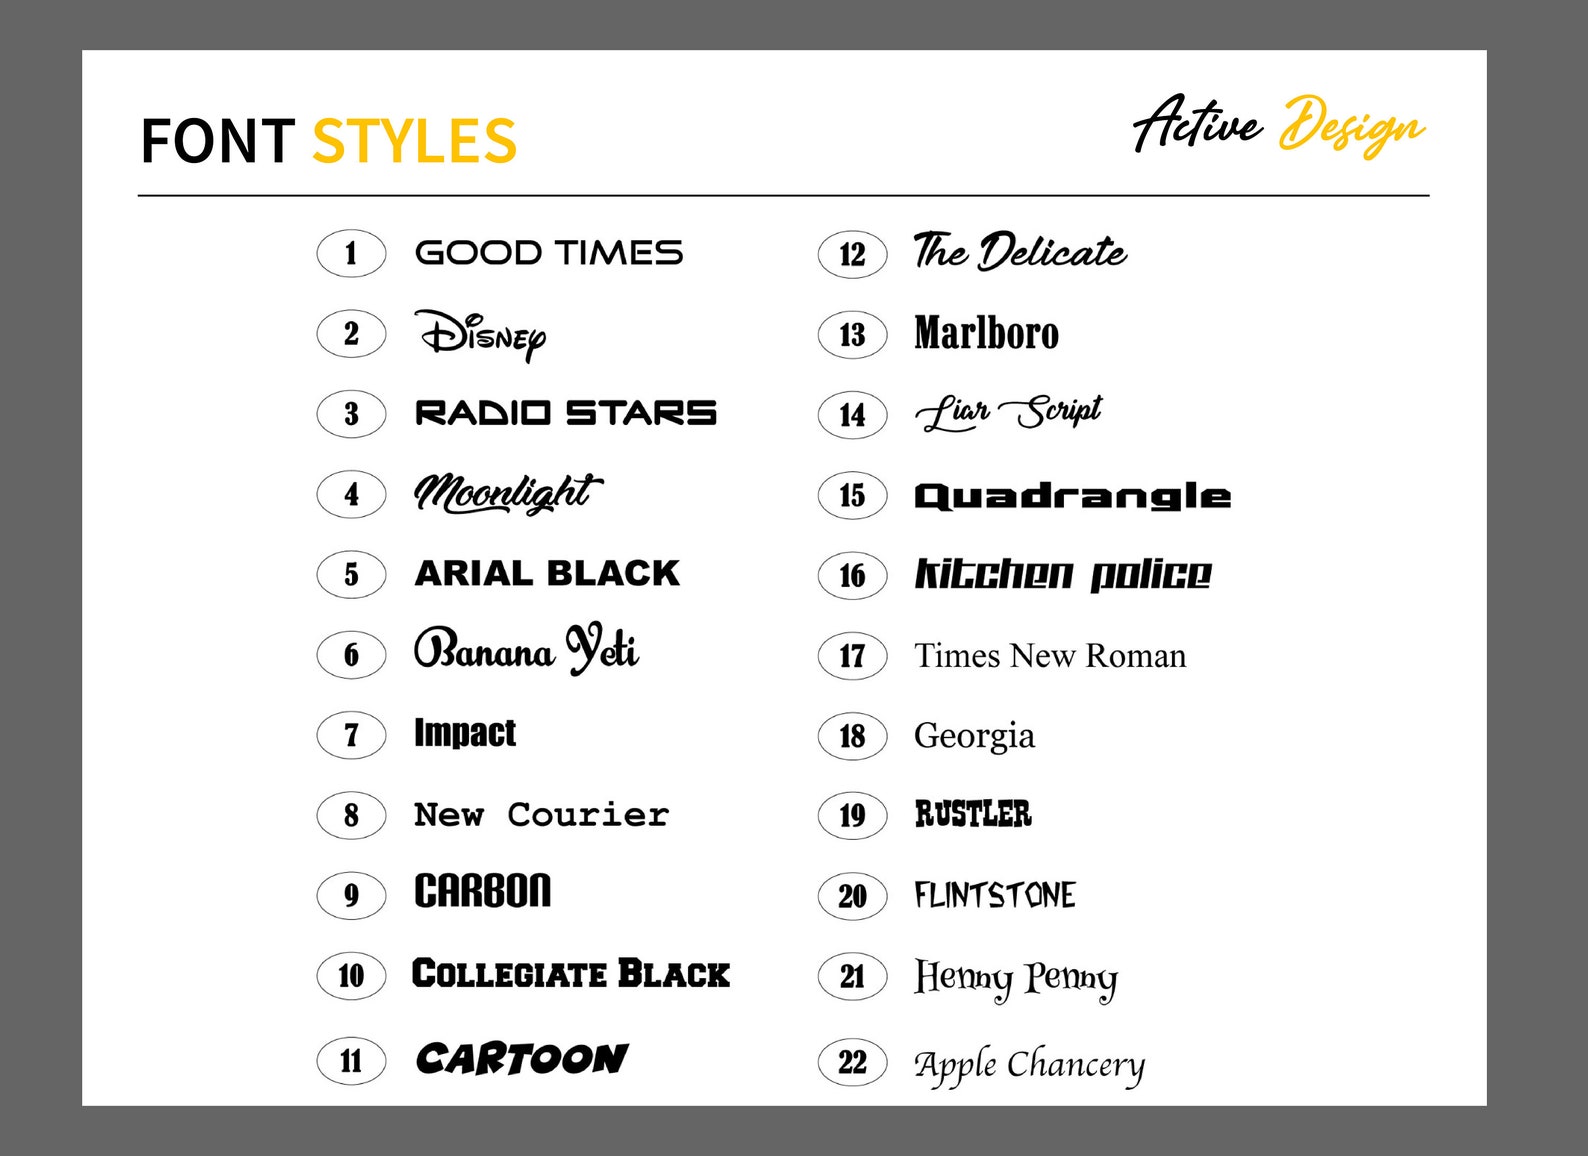 FONT STYLES
Active Design
1 GOOD TIMES
2 Disney
3 RADIO STARS
4 Moonlight
5 ARIAL BLACK
6 Banana Yeti
7 Impact
8 New Courier
9 CARBON
10 Collegiate Black
11 CARTOON
12 The Delicate
13 Marlboro
14 Liar Script
15 Quadrangle
16 kitchen police
17 Times New Roman
18 Georgia
19 RUSTLER
20 FLINTSTONE
21 Henny Penny
22 Apple Chancery